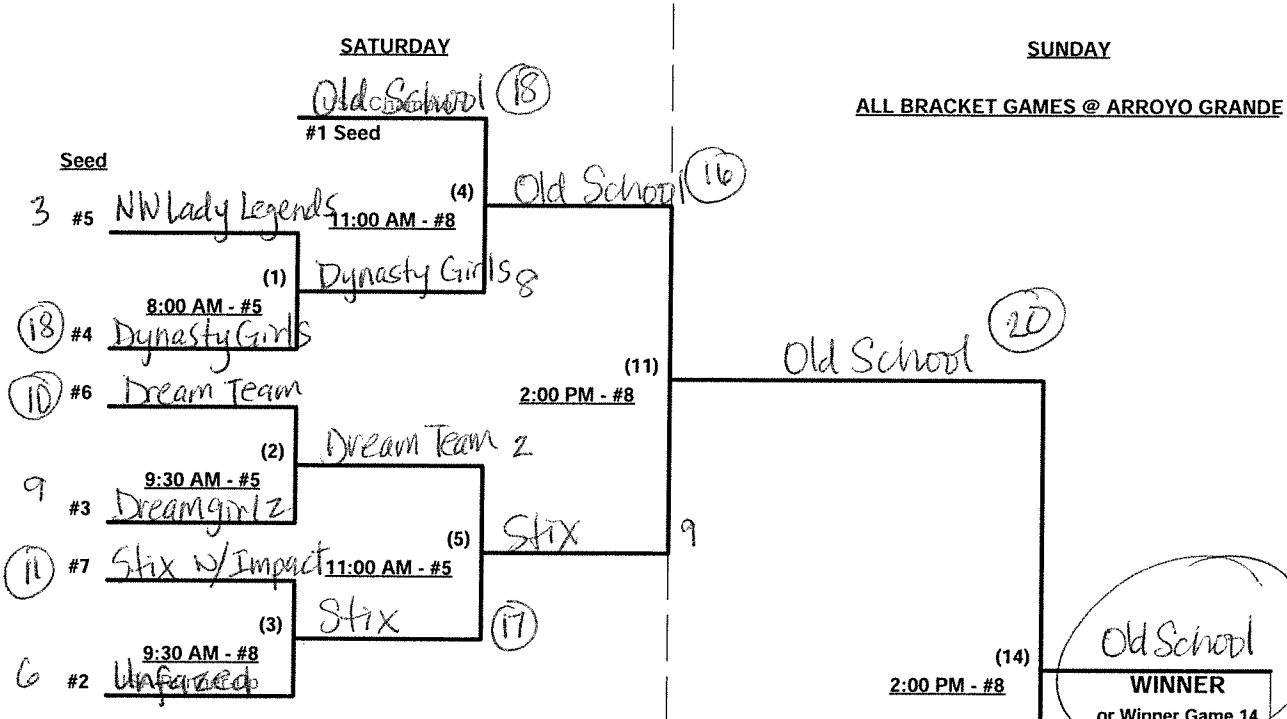 SATURDAY
SUNDAY
Old School 18
#1 Seed
ALL BRACKET GAMES @ ARROYO GRANDE
Seed
3 #5 NW Lady Legends
(4)
11:00 AM - #8
Old School 16
(1)
8:00 AM - #5
Dynasty Girls 8
18 #4 Dynasty Girls
Old School 20
(11)
2:00 PM - #8
10 #6 Dream Team
(2)
9:30 AM - #5
Dream Team 2
9 #3 Dreamgirlz
(5)
11:00 AM - #5
Stix 9
11 #7 Stix N/Impact
(3)
9:30 AM - #8
Stix 17
6 #2 Unfazed
(14)
2:00 PM - #8
Old School
WINNER
or Winner Game 14